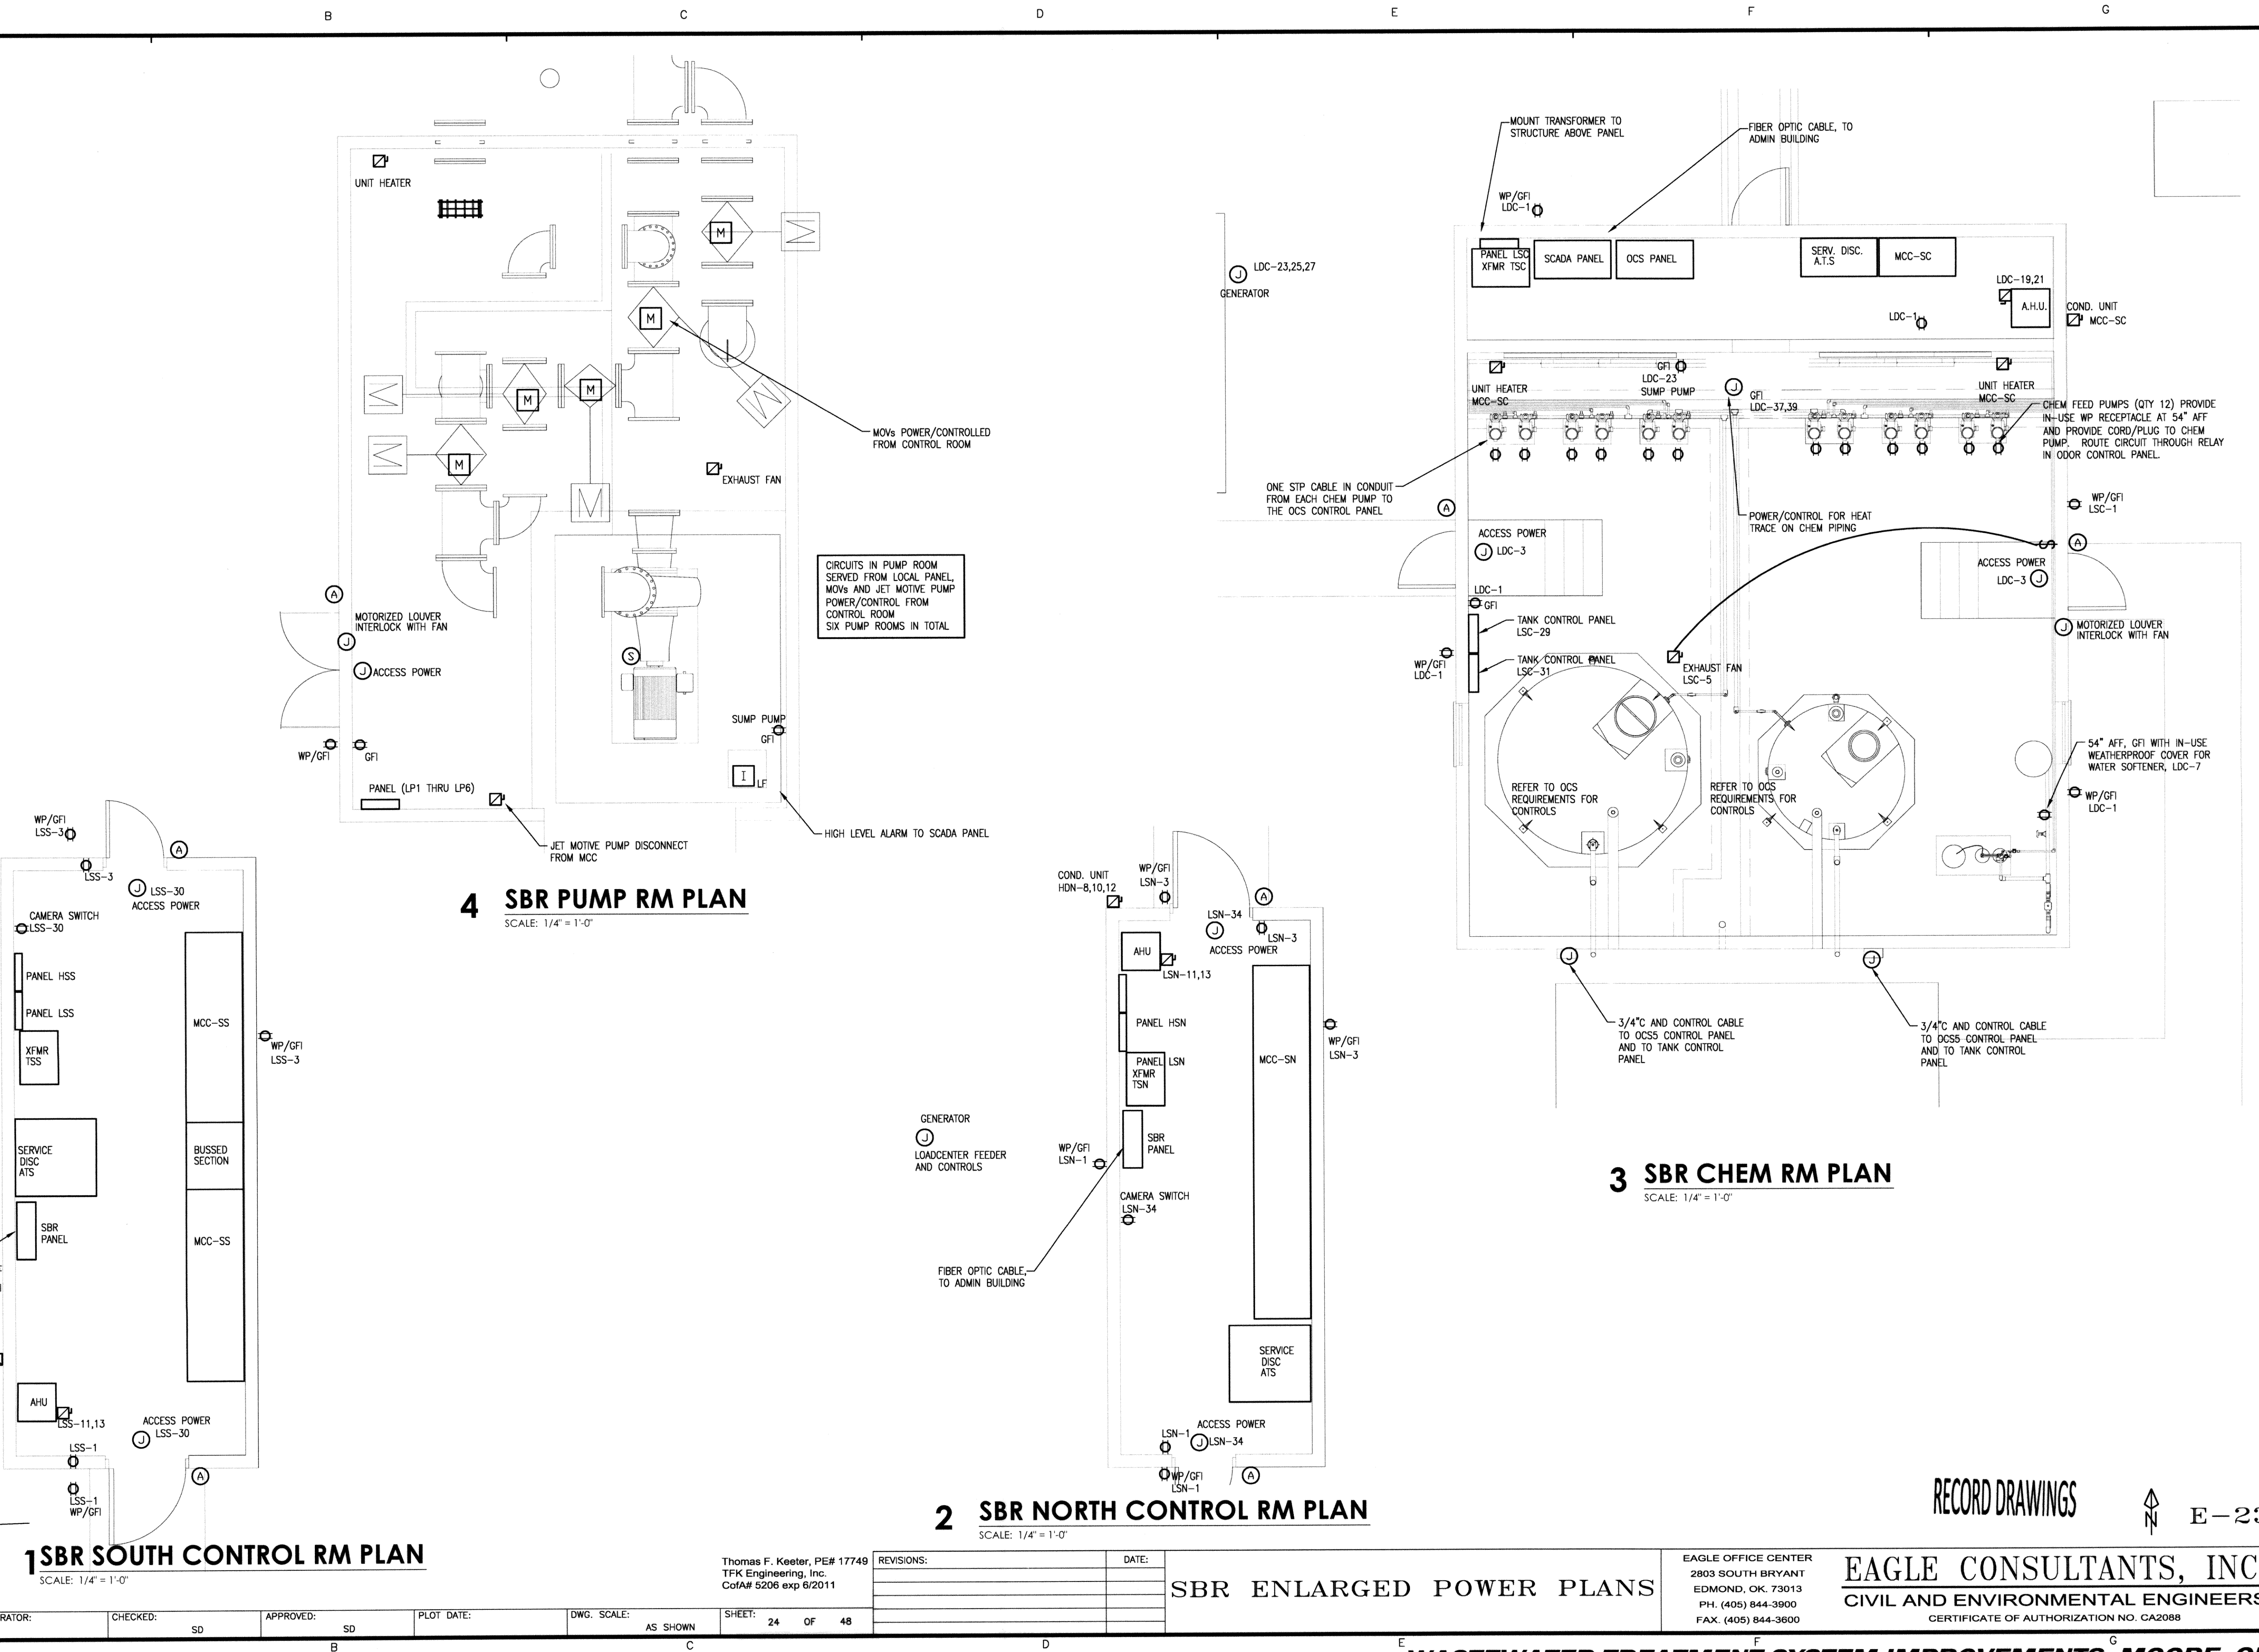 B
C
D
E
F
G
UNIT HEATER
M
M
M
M
M
M
M
M
M
M
MOVs POWER/CONTROLLED
FROM CONTROL ROOM
EXHAUST FAN
CIRCUITS IN PUMP ROOM
SERVED FROM LOCAL PANEL,
MOVs AND JET MOTIVE PUMP
POWER/CONTROL FROM
CONTROL ROOM
SIX PUMP ROOMS IN TOTAL
A
MOTORIZED LOUVER
INTERLOCK WITH FAN
J
J ACCESS POWER
S
SUMP PUMP
GFI
WP/GFI
GFI
I
LF
PANEL (LP1 THRU LP6)
JET MOTIVE PUMP DISCONNECT
FROM MCC
HIGH LEVEL ALARM TO SCADA PANEL
4 SBR PUMP RM PLAN
SCALE: 1/4" = 1'-0"
MOUNT TRANSFORMER TO
STRUCTURE ABOVE PANEL
FIBER OPTIC CABLE, TO
ADMIN BUILDING
WP/GFI
LDC-1
J LDC-23,25,27
GENERATOR
PANEL LSC
XFMR TSC
SCADA PANEL
OCS PANEL
SERV. DISC.
A.T.S
MCC-SC
LDC-19,21
A.H.U.
COND. UNIT
MCC-SC
LDC-1
UNIT HEATER
MCC-SC
GFI
LDC-23
SUMP PUMP
J
GFI
LDC-37,39
UNIT HEATER
MCC-SC
CHEM FEED PUMPS (QTY 12) PROVIDE
IN-USE WP RECEPTACLE AT 54" AFF
AND PROVIDE CORD/PLUG TO CHEM
PUMP. ROUTE CIRCUIT THROUGH RELAY
IN ODOR CONTROL PANEL.
ONE STP CABLE IN CONDUIT
FROM EACH CHEM PUMP TO
THE OCS CONTROL PANEL
A
WP/GFI
LSC-1
POWER/CONTROL FOR HEAT
TRACE ON CHEM PIPING
ACCESS POWER
J LDC-3
S
A
ACCESS POWER
LDC-3 J
LDC-1
GFI
TANK CONTROL PANEL
LSC-29
TANK CONTROL PANEL
LSC-31
WP/GFI
LDC-1
EXHAUST FAN
LSC-5
J MOTORIZED LOUVER
INTERLOCK WITH FAN
54" AFF, GFI WITH IN-USE
WEATHERPROOF COVER FOR
WATER SOFTENER, LDC-7
REFER TO OCS
REQUIREMENTS FOR
CONTROLS
REFER TO OCS
REQUIREMENTS FOR
CONTROLS
WP/GFI
LDC-1
J
J
3/4"C AND CONTROL CABLE
TO OCS5 CONTROL PANEL
AND TO TANK CONTROL
PANEL
3/4"C AND CONTROL CABLE
TO OCS5 CONTROL PANEL
AND TO TANK CONTROL
PANEL
3 SBR CHEM RM PLAN
SCALE: 1/4" = 1'-0"
WP/GFI
LSS-3
A
LSS-3
J LSS-30
ACCESS POWER
CAMERA SWITCH
LSS-30
PANEL HSS
PANEL LSS
XFMR
TSS
MCC-SS
WP/GFI
LSS-3
SERVICE
DISC
ATS
BUSSED
SECTION
SBR
PANEL
MCC-SS
AHU
LSS-11,13
ACCESS POWER
J LSS-30
LSS-1
A
LSS-1
WP/GFI
1 SBR SOUTH CONTROL RM PLAN
SCALE: 1/4" = 1'-0"
COND. UNIT
HDN-8,10,12
WP/GFI
LSN-3
A
LSN-34
J
ACCESS POWER
LSN-3
AHU
LSN-11,13
PANEL HSN
PANEL LSN
XFMR
TSN
MCC-SN
WP/GFI
LSN-3
GENERATOR
J
LOADCENTER FEEDER
AND CONTROLS
WP/GFI
LSN-1
SBR
PANEL
CAMERA SWITCH
LSN-34
FIBER OPTIC CABLE,
TO ADMIN BUILDING
SERVICE
DISC
ATS
ACCESS POWER
LSN-1
J LSN-34
WP/GFI
LSN-1
A
2 SBR NORTH CONTROL RM PLAN
SCALE: 1/4" = 1'-0"
RECORD DRAWINGS
N
E-23
Thomas F. Keeter, PE# 17749
TFK Engineering, Inc.
CofA# 5206 exp 6/2011
REVISIONS:
DATE:
SBR ENLARGED POWER PLANS
EAGLE OFFICE CENTER
2803 SOUTH BRYANT
EDMOND, OK. 73013
PH. (405) 844-3900
FAX. (405) 844-3600
EAGLE CONSULTANTS, INC
CIVIL AND ENVIRONMENTAL ENGINEERS
CERTIFICATE OF AUTHORIZATION NO. CA2088
RATOR:
CHECKED:
SD
APPROVED:
SD
PLOT DATE:
DWG. SCALE:
AS SHOWN
SHEET: 24 OF 48
B
C
D
E
F
G
WASTEWATER TREATMENT SYSTEM IMPROVEMENTS, MOORE,